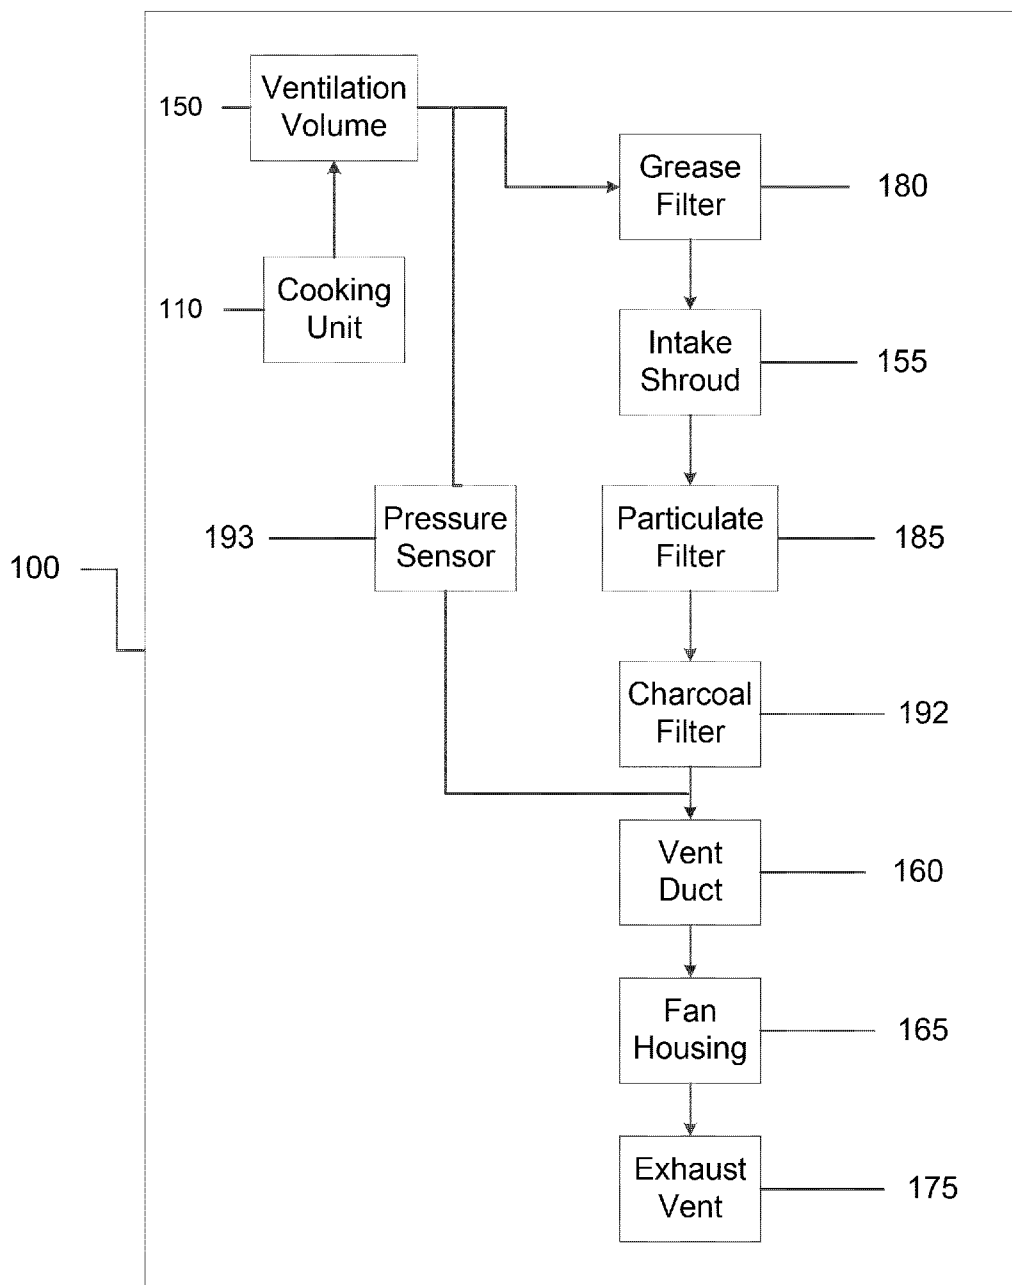 Ventilation
Volume
150
Grease
Filter
180
Cooking
Unit
110
Intake
Shroud
155
Pressure
Sensor
193
Particulate
Filter
185
100
Charcoal
Filter
192
Vent
Duct
160
Fan
Housing
165
Exhaust
Vent
175